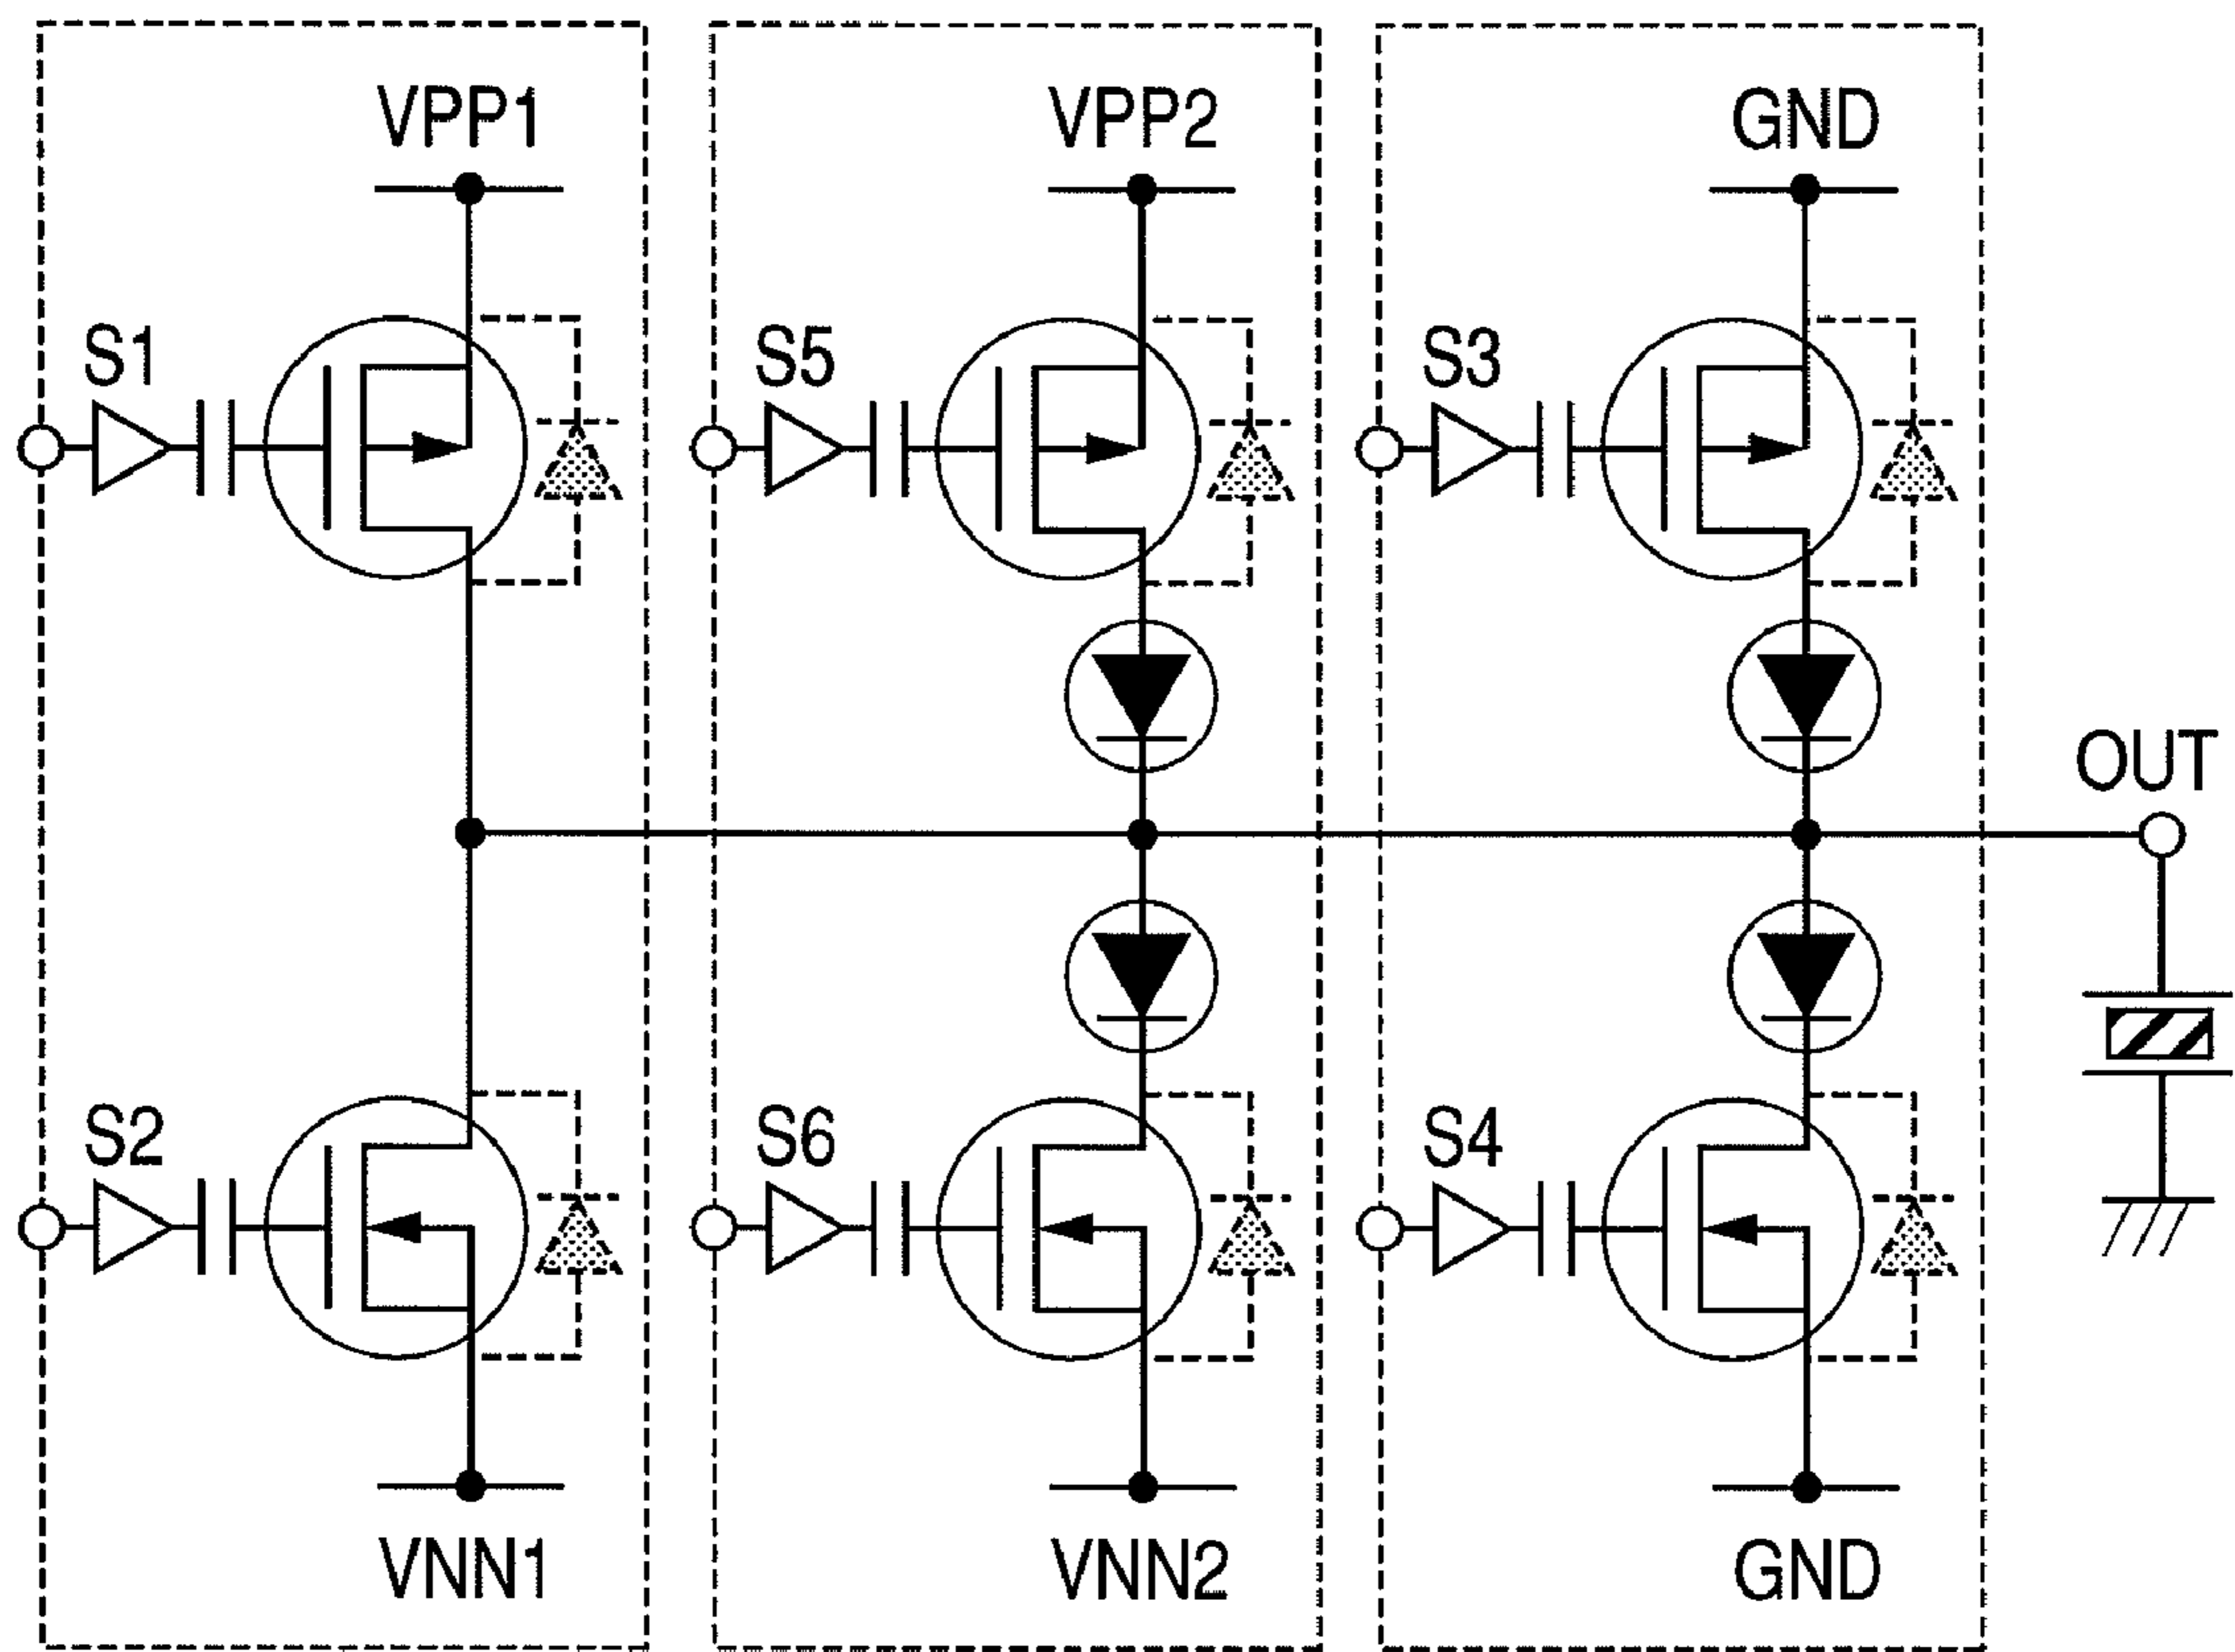 VPP1 VPP2 GND
S1 S5 S3
OUT
S2 S6 S4
VNN1 VNN2 GND